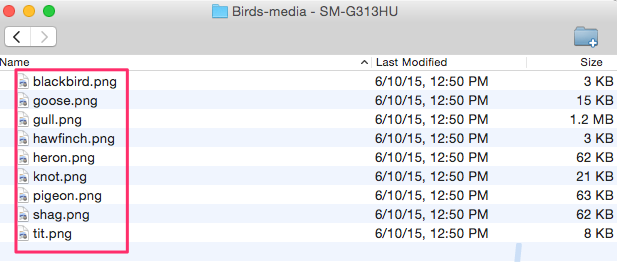 Birds-media - SM-G313HU
Name Last Modified Size
blackbird.png 6/10/15, 12:50 PM 3 KB
goose.png 6/10/15, 12:50 PM 15 KB
gull.png 6/10/15, 12:50 PM 1.2 MB
hawfinch.png 6/10/15, 12:50 PM 3 KB
heron.png 6/10/15, 12:50 PM 62 KB
knot.png 6/10/15, 12:50 PM 21 KB
pigeon.png 6/10/15, 12:50 PM 63 KB
shag.png 6/10/15, 12:50 PM 62 KB
tit.png 6/10/15, 12:50 PM 8 KB